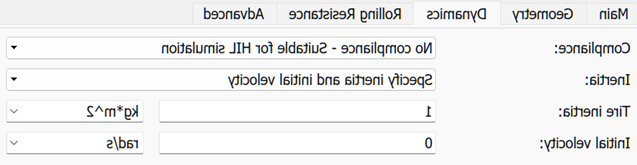 Main Geometry Dynamics Rolling Resistance Advanced
Compliance: No compliance - Suitable for HIL simulation
Inertia: Specify inertia and initial velocity
Tire inertia: 1 kg*m^2
Initial velocity: 0 rad/s